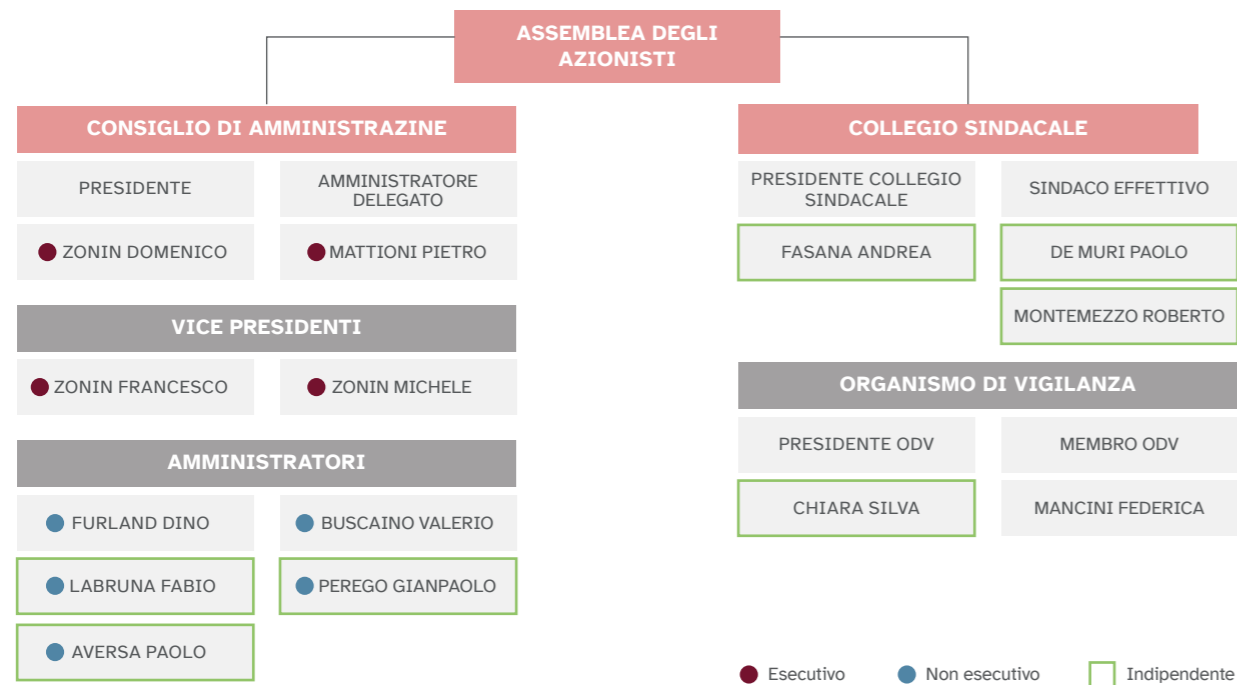 ASSEMBLEA DEGLI
AZIONISTI
CONSIGLIO DI AMMINISTRAZINE
PRESIDENTE
AMMINISTRATORE
DELEGATO
ZONIN DOMENICO
MATTIONI PIETRO
VICE PRESIDENTI
ZONIN FRANCESCO
ZONIN MICHELE
AMMINISTRATORI
FURLAND DINO
BUSCAINO VALERIO
LABRUNA FABIO
PEREGO GIANPAOLO
AVERSA PAOLO
COLLEGIO SINDACALE
PRESIDENTE COLLEGIO
SINDACALE
SINDACO EFFETTIVO
FASANA ANDREA
DE MURI PAOLO
MONTEMEZZO ROBERTO
ORGANISMO DI VIGILANZA
PRESIDENTE ODV
MEMBRO ODV
CHIARA SILVA
MANCINI FEDERICA
Esecutivo
Non esecutivo
Indipendente